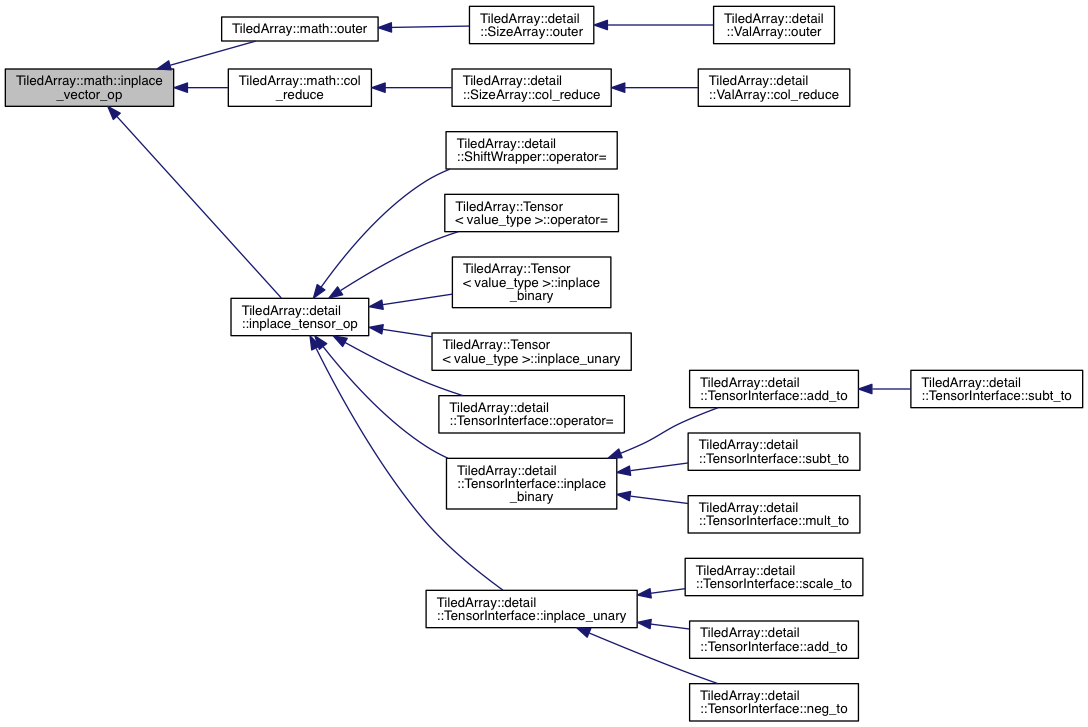 TiledArray::math::inplace
_vector_op
TiledArray::math::outer
TiledArray::detail
::SizeArray::outer
TiledArray::detail
::ValArray::outer
TiledArray::math::col
_reduce
TiledArray::detail
::SizeArray::col_reduce
TiledArray::detail
::ValArray::col_reduce
TiledArray::detail
::inplace_tensor_op
TiledArray::detail
::ShiftWrapper::operator=
TiledArray::Tensor
< value_type >::operator=
TiledArray::Tensor
< value_type >::inplace
_binary
TiledArray::Tensor
< value_type >::inplace_unary
TiledArray::detail
::TensorInterface::operator=
TiledArray::detail
::TensorInterface::inplace
_binary
TiledArray::detail
::TensorInterface::add_to
TiledArray::detail
::TensorInterface::subt_to
TiledArray::detail
::TensorInterface::subt_to
TiledArray::detail
::TensorInterface::mult_to
TiledArray::detail
::TensorInterface::inplace_unary
TiledArray::detail
::TensorInterface::scale_to
TiledArray::detail
::TensorInterface::add_to
TiledArray::detail
::TensorInterface::neg_to